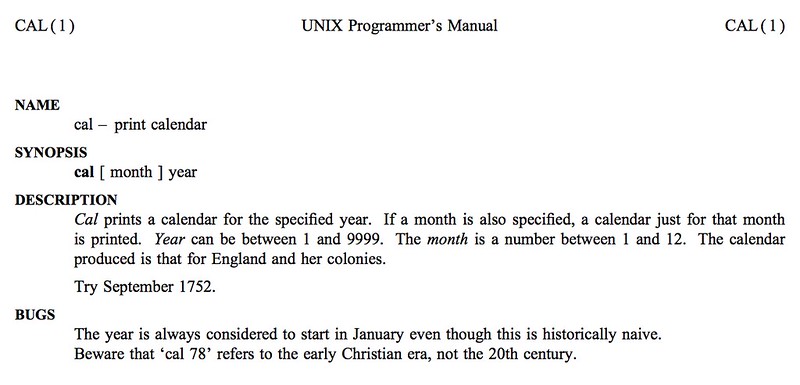 CAL(1) UNIX Programmer’s Manual CAL(1)
NAME
cal – print calendar
SYNOPSIS
cal [ month ] year
DESCRIPTION
Cal prints a calendar for the specified year. If a month is also specified, a calendar just for that month
is printed. Year can be between 1 and 9999. The month is a number between 1 and 12. The calendar
produced is that for England and her colonies.
Try September 1752.
BUGS
The year is always considered to start in January even though this is historically naive.
Beware that ‘cal 78’ refers to the early Christian era, not the 20th century.